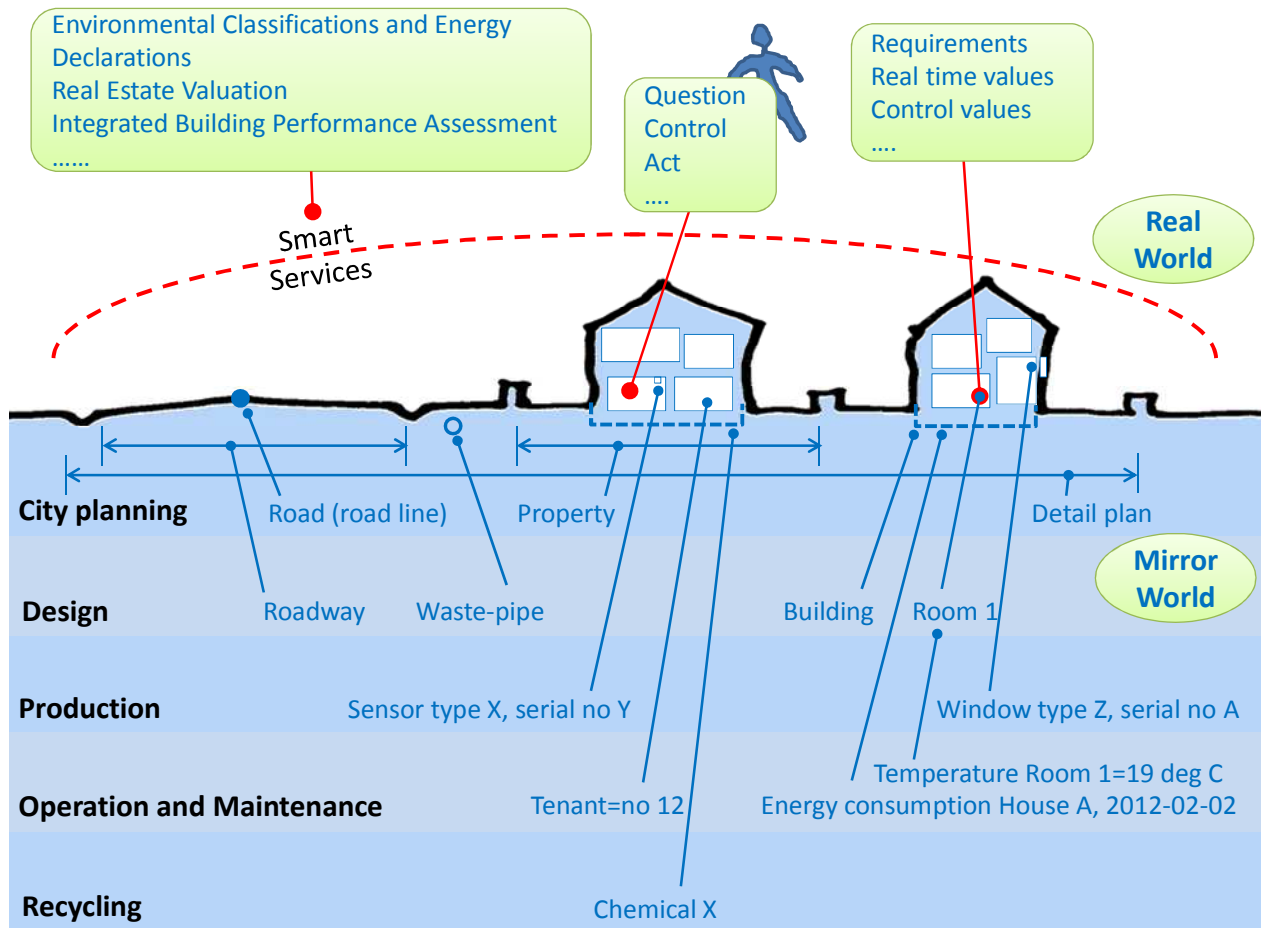 Environmental Classifications and Energy
Declarations
Real Estate Valuation
Integrated Building Performance Assessment
......
Question
Control
Act
....
Requirements
Real time values
Control values
....
Smart
Services
Real
World
City planning
Road (road line)
Property
Detail plan
Mirror
World
Design
Roadway
Waste-pipe
Building
Room 1
Production
Sensor type X, serial no Y
Window type Z, serial no A
Temperature Room 1=19 deg C
Operation and Maintenance
Tenant=no 12
Energy consumption House A, 2012-02-02
Recycling
Chemical X